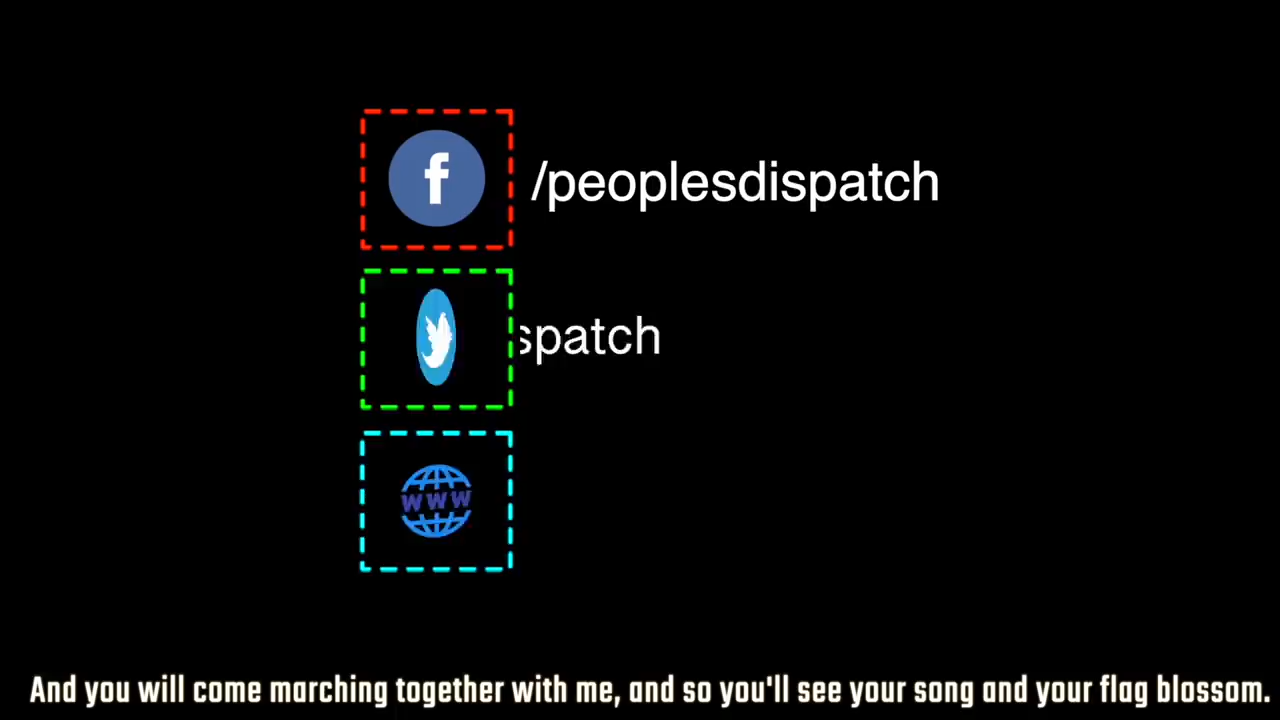 f /peoplesdispatch
spatch
WWW
And you will come marching together with me, and so you'll see your song and your flag blossom.